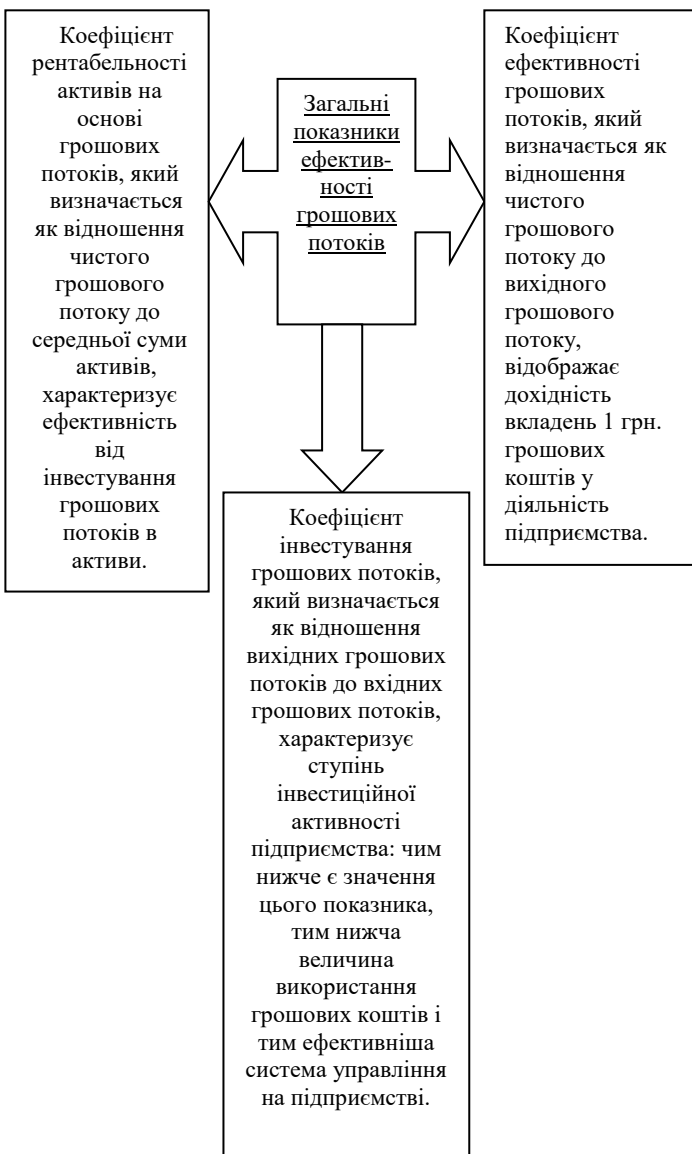 Коефіцієнт
рентабельності
активів на
основі
грошових
потоків, який
визначається
як відношення
чистого
грошового
потоку до
середньої суми
активів,
характеризує
ефективність
від
інвестування
грошових
потоків в
активи.
Загальні
показники
ефектив-
ності
грошових
потоків
Коефіцієнт
ефективності
грошових
потоків, який
визначається як
відношення
чистого
грошового
потоку до
вихідного
грошового
потоку,
відображає
дохідність
вкладень 1 грн.
грошових
коштів у
діяльність
підприємства.
Коефіцієнт
інвестування
грошових потоків,
який визначається
як відношення
вихідних грошових
потоків до вхідних
грошових потоків,
характеризує
ступінь
інвестиційної
активності
підприємства: чим
нижче є значення
цього показника,
тим нижча
величина
використання
грошових коштів і
тим ефективніша
система управління
на підприємстві.